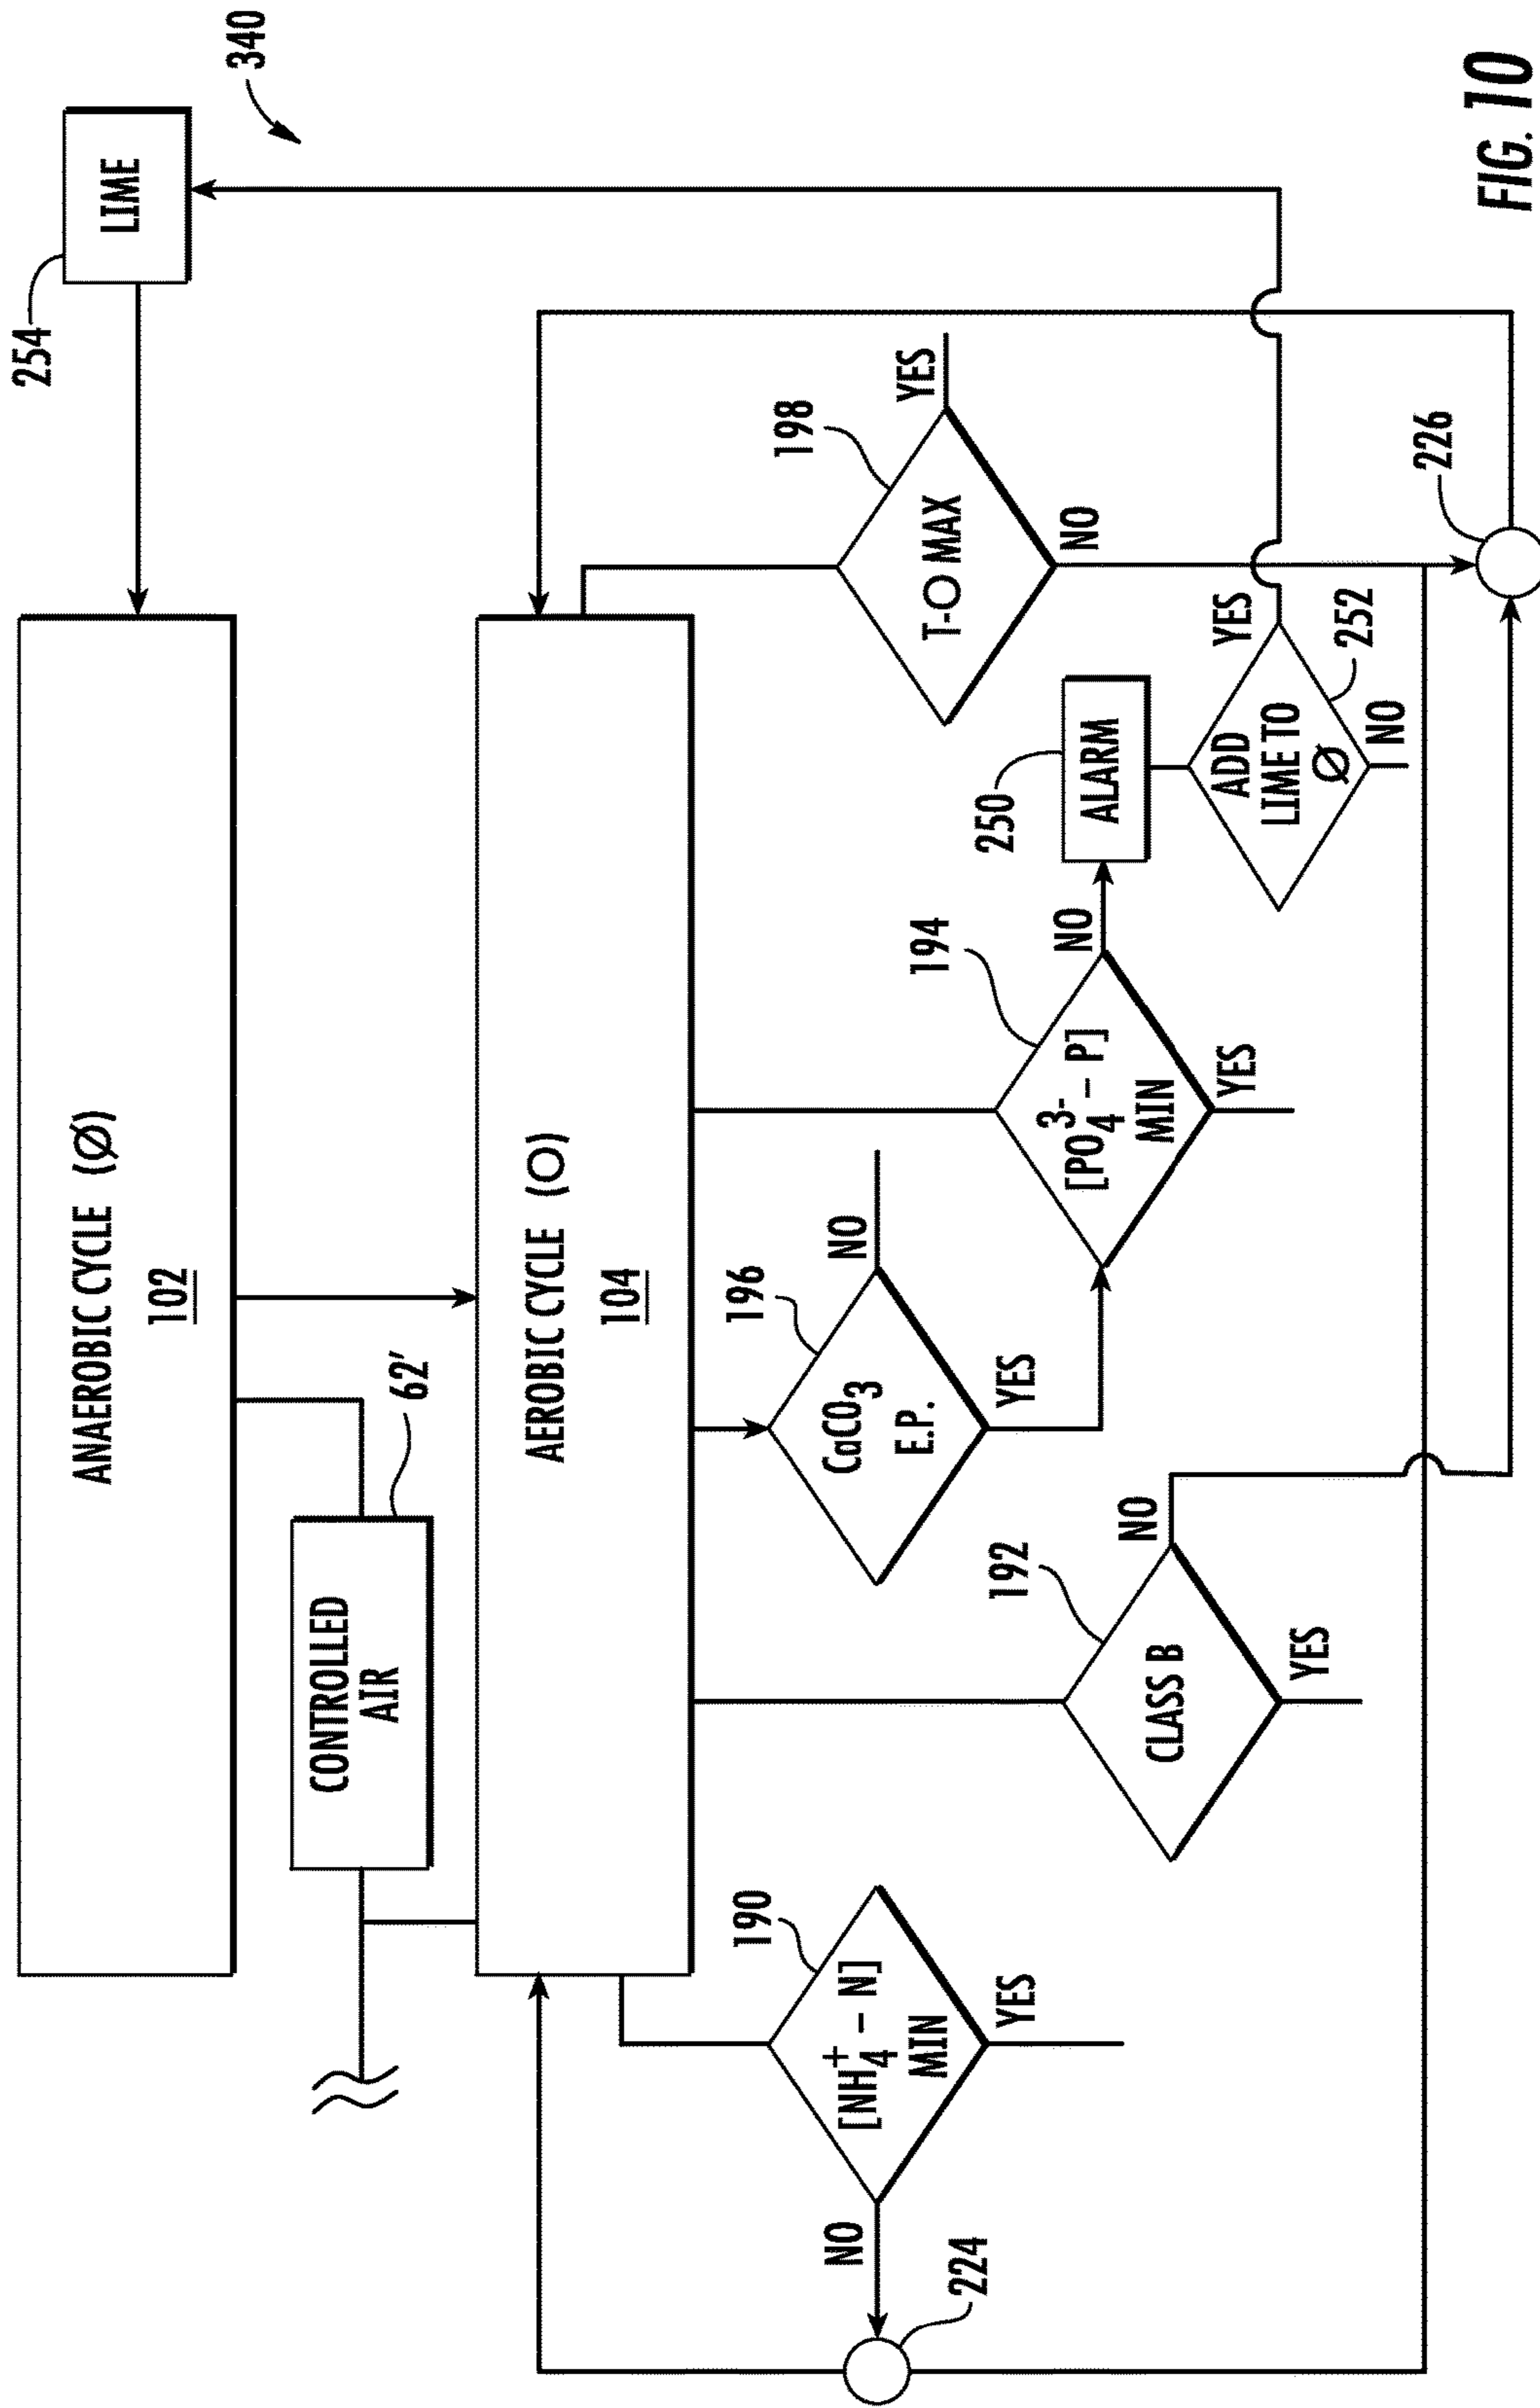 ANAEROBIC CYCLE (Ø)
102
254
LIME
340
CONTROLLED
AIR
62'
AEROBIC CYCLE (O)
104
190
[NH4+ – N]
MIN
NO
YES
224
192
CLASS B
NO
YES
196
CaCO3
E.P.
NO
YES
194
[PO4 3- – P]
MIN
NO
YES
250
ALARM
198
T-O MAX
YES
NO
ADD
LIME TO
Ø
YES
252
NO
226
FIG. 10